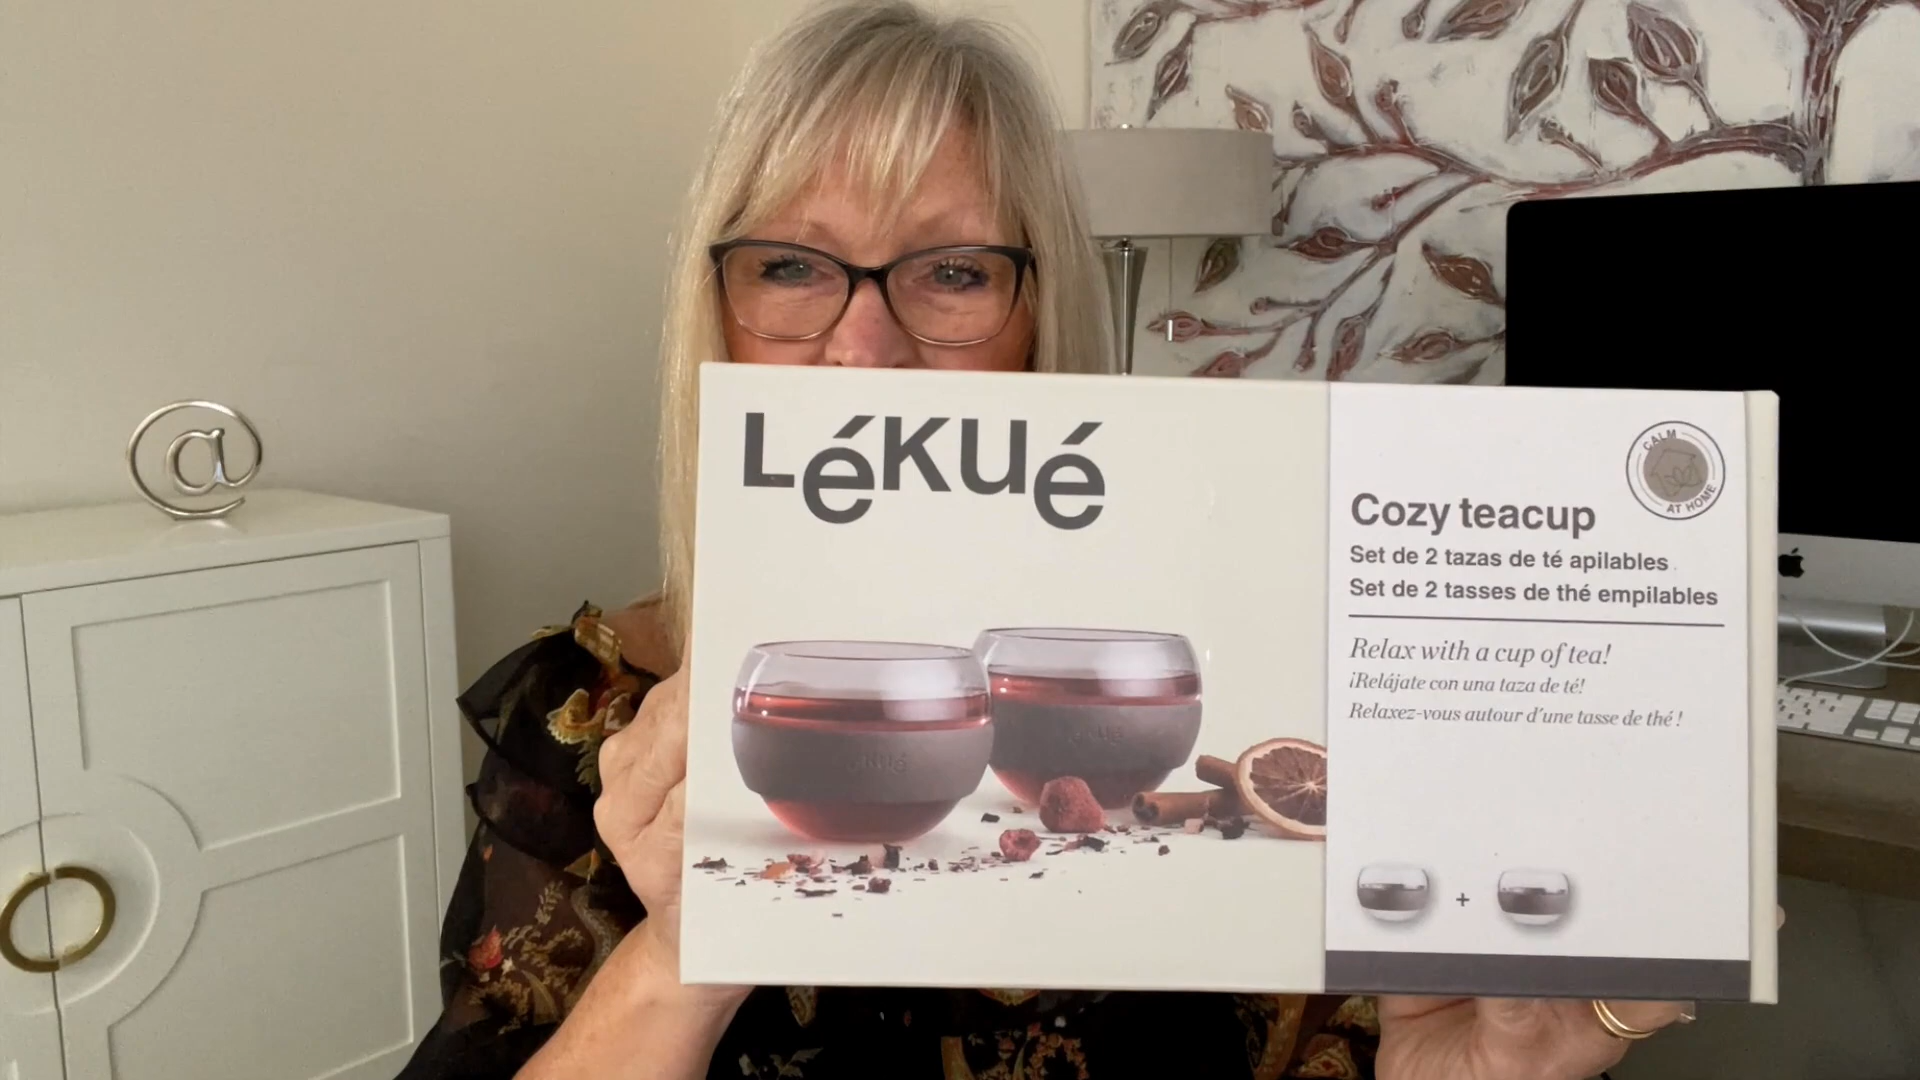 @
Lékué
CALM
AT HOME
Cozy teacup
Set de 2 tazas de té apilables
Set de 2 tasses de thé empilables
Relax with a cup of tea!
¡Relájate con una taza de té!
Relaxez-vous autour d'une tasse de thé !
Lékué
+